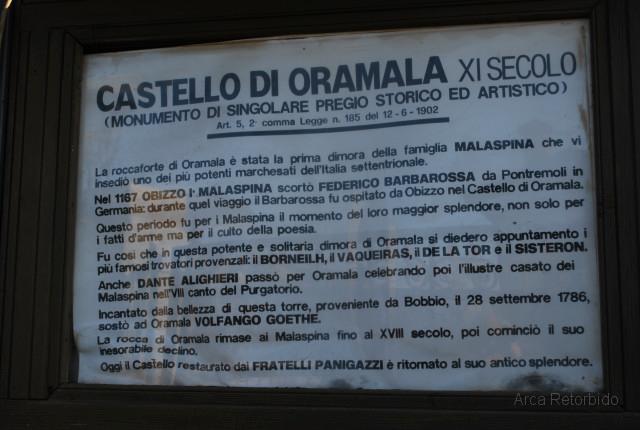 CASTELLO DI ORAMALA XI SECOLO
(MONUMENTO DI SINGOLARE PREGIO STORICO ED ARTISTICO)
Art. 5, 2° comma Legge n. 185 del 12-6-1902
La roccaforte di Oramala è stata la prima dimora della famiglia MALASPINA che vi
insediò uno dei più potenti marchesati dell'Italia settentrionale.
Nel 1167 OBIZZO I° MALASPINA scortò FEDERICO BARBAROSSA da Pontremoli in
Germania: durante quel viaggio il Barbarossa fu ospitato da Obizzo nel Castello di Oramala.
Questo periodo fu per i Malaspina il momento del loro maggior splendore, non solo per
i fatti d'arme ma per il culto della poesia.
Fu così che in questa potente e solitaria dimora di Oramala si diedero appuntamento i
più famosi trovatori provenzali: il BORNEILH, il VAQUEIRAS, il DE LA TOR e il SISTERON.
Anche DANTE ALIGHIERI passò per Oramala celebrando poi l'illustre casato dei
Malaspina nell'VIII canto del Purgatorio.
Incantato dalla bellezza di questa torre, proveniente da Bobbio, il 28 settembre 1786,
sostò ad Oramala VOLFANGO GOETHE.
La rocca di Oramala rimase ai Malaspina fino al XVIII secolo, poi cominciò il suo
inesorabile declino.
Oggi il Castello restaurato dai FRATELLI PANIGAZZI è ritornato al suo antico splendore.
Arca Retorbido